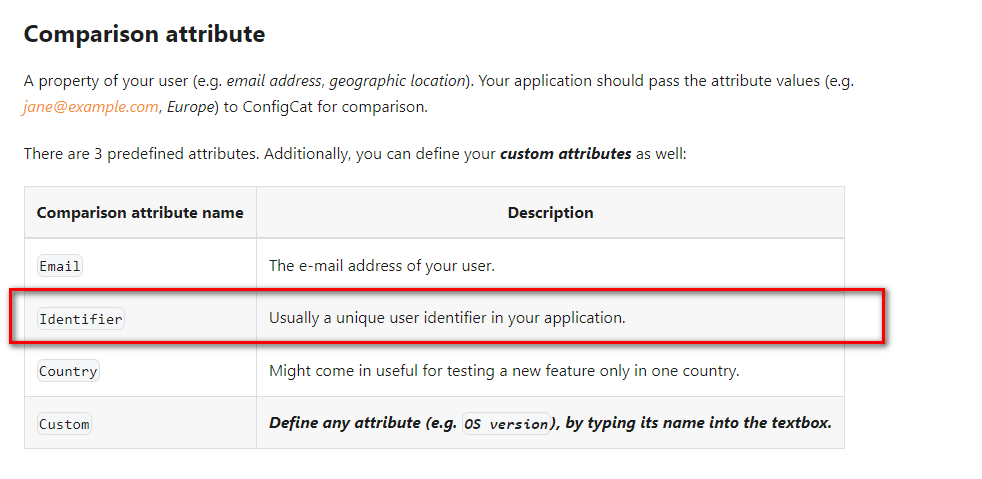 Comparison attribute
A property of your user (e.g. email address, geographic location). Your application should pass the attribute values (e.g.
jane@example.com, Europe) to ConfigCat for comparison.
There are 3 predefined attributes. Additionally, you can define your custom attributes as well:
Comparison attribute name Description
Email The e-mail address of your user.
Identifier Usually a unique user identifier in your application.
Country Might come in useful for testing a new feature only in one country.
Custom Define any attribute (e.g. OS version), by typing its name into the textbox.